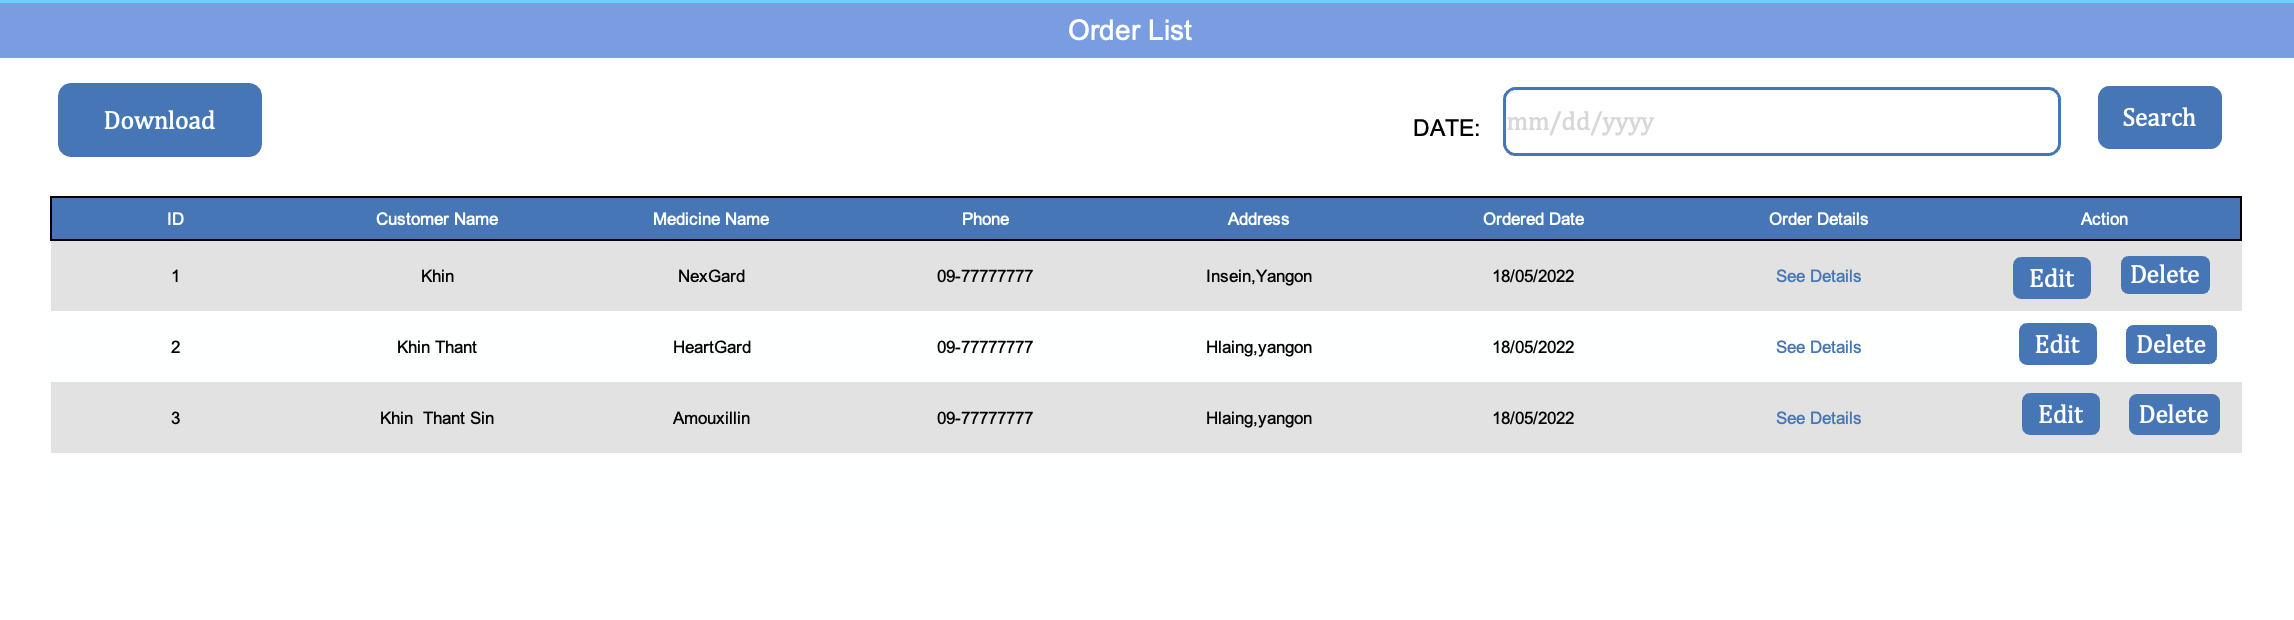 Order List
Download
DATE: mm/dd/yyyy Search
ID Customer Name Medicine Name Phone Address Ordered Date Order Details Action
1 Khin NexGard 09-77777777 Insein,Yangon 18/05/2022 See Details Edit Delete
2 Khin Thant HeartGard 09-77777777 Hlaing,yangon 18/05/2022 See Details Edit Delete
3 Khin  Thant Sin Amouxillin 09-77777777 Hlaing,yangon 18/05/2022 See Details Edit Delete